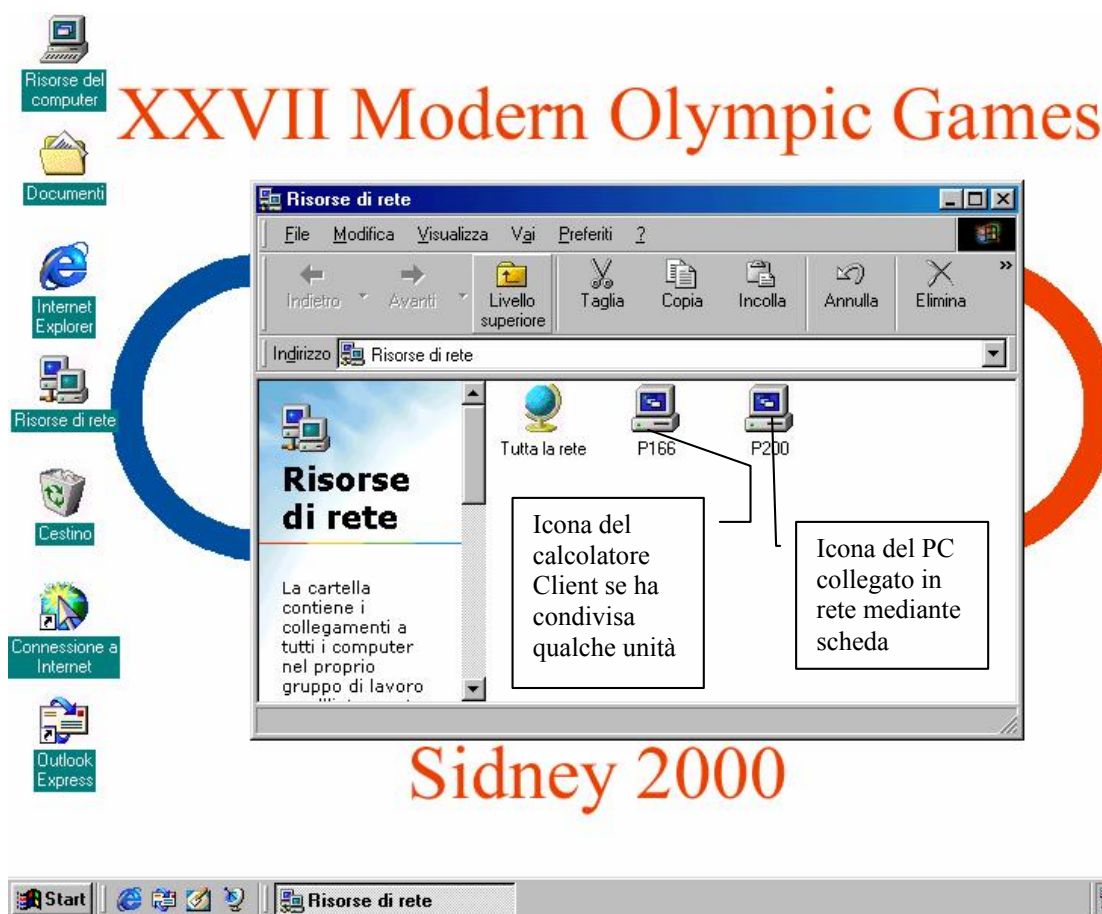 Risorse del
computer
XXVII Modern Olympic Games
Documenti
Internet
Explorer
Risorse di rete
Cestino
Connessione a
Internet
Outlook
Express
Risorse di rete
File Modifica Visualizza Vai Preferiti ?
Indietro Avanti Livello superiore Taglia Copia Incolla Annulla Elimina »
Indirizzo Risorse di rete
Risorse
di rete
La cartella
contiene i
collegamenti a
tutti i computer
nel proprio
gruppo di lavoro
Tutta la rete P166 P200
Icona del
calcolatore
Client se ha
condivisa
qualche unità
Icona del PC
collegato in
rete mediante
scheda
Sidney 2000
Start Risorse di rete